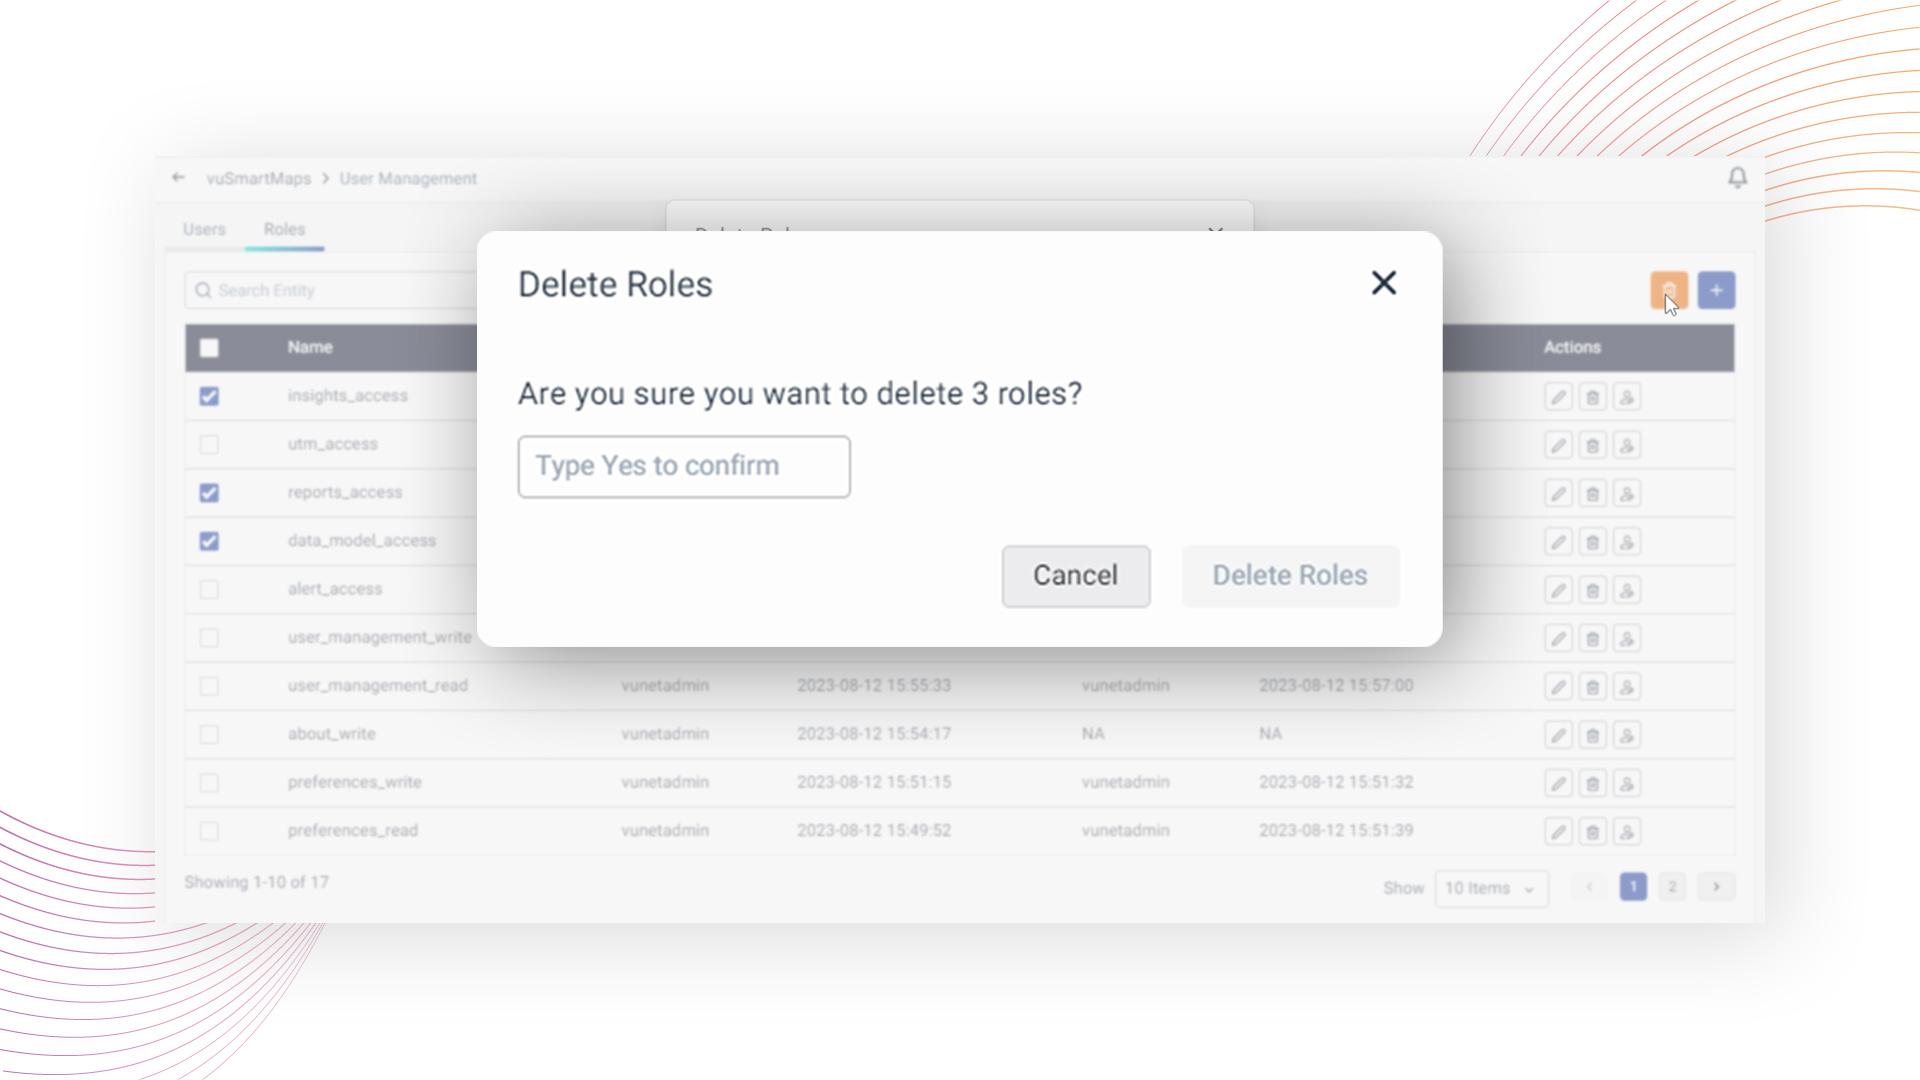 vuSmartMaps > User Management
Users Roles
Delete Roles
Search Entity
Name Actions
Are you sure you want to delete 3 roles?
Type Yes to confirm
Cancel Delete Roles
insights_access
utm_access
reports_access
data_model_access
alert_access
user_management_write
user_management_read vunetadmin 2023-08-12 15:55:33 vunetadmin 2023-08-12 15:57:00
about_write vunetadmin 2023-08-12 15:54:17 NA NA
preferences_write vunetadmin 2023-08-12 15:51:15 vunetadmin 2023-08-12 15:51:32
preferences_read vunetadmin 2023-08-12 15:49:52 vunetadmin 2023-08-12 15:51:39
Showing 1-10 of 17
Show 10 Items 1 2